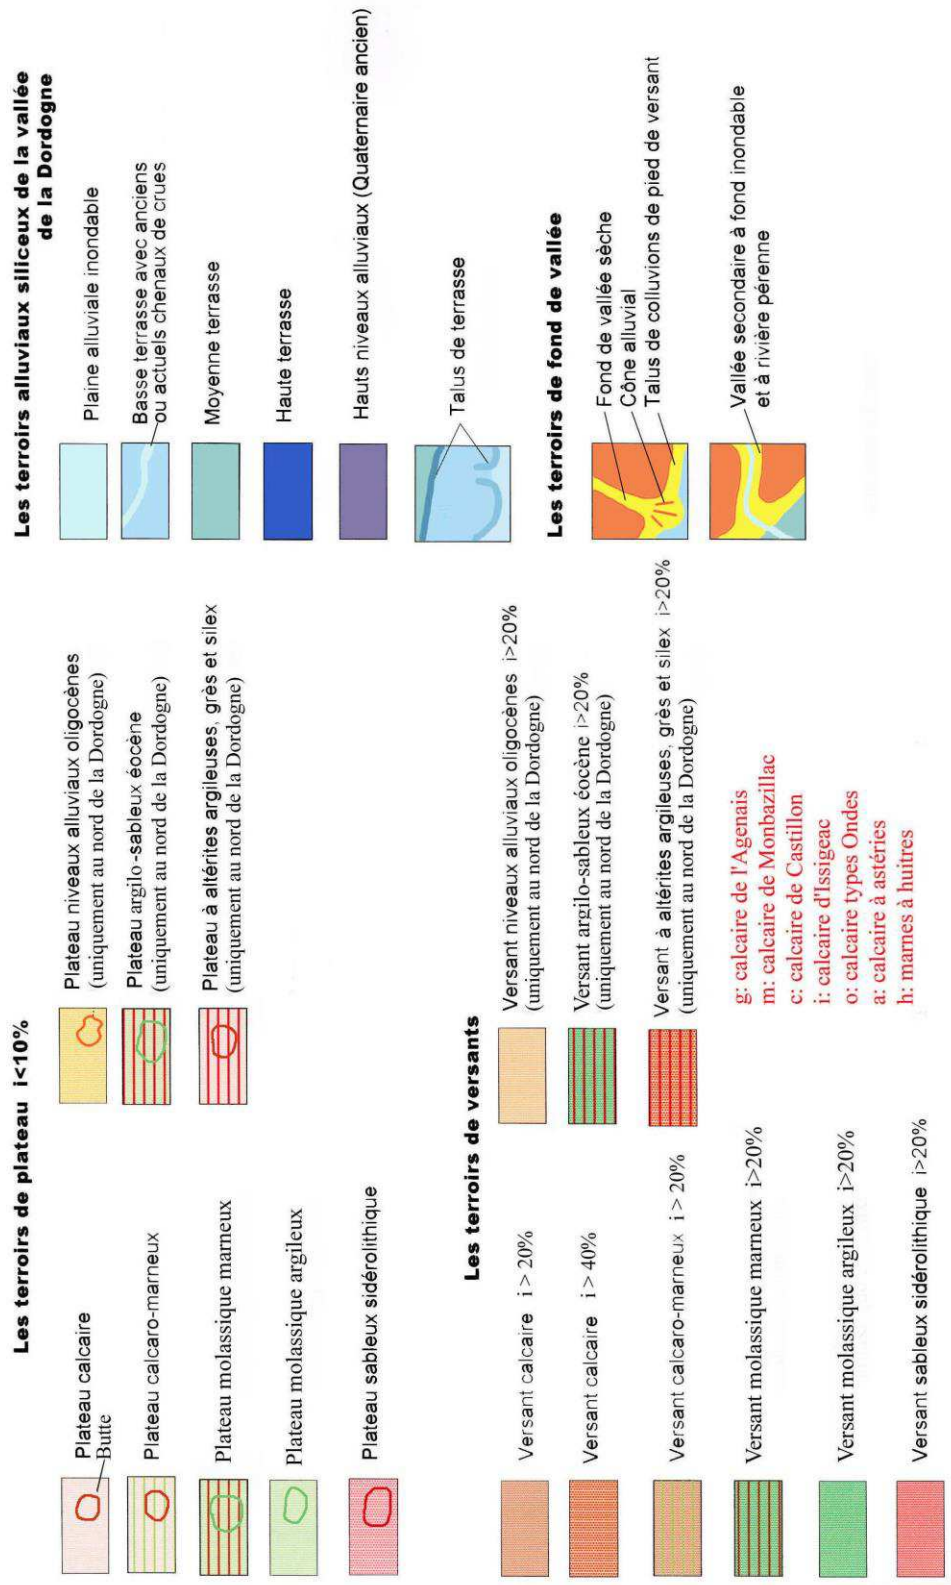 Les terroirs de plateau i<10%
Plateau calcaire
Butte
Plateau calcaro-marneux
Plateau molassique marneux
Plateau molassique argileux
Plateau sableux sidérolithique
Plateau niveaux alluviaux oligocènes
(uniquement au nord de la Dordogne)
Plateau argilo-sableux éocène
(uniquement au nord de la Dordogne)
Plateau à altérites argileuses, grès et silex
(uniquement au nord de la Dordogne)
Les terroirs alluviaux siliceux de la vallée
de la Dordogne
Plaine alluviale inondable
Basse terrasse avec anciens
ou actuels chenaux de crues
Moyenne terrasse
Haute terrasse
Hauts niveaux alluviaux (Quaternaire ancien)
Talus de terrasse
Les terroirs de versants
Versant calcaire i > 20%
Versant calcaire i > 40%
Versant calcaro-marneux i > 20%
Versant molassique marneux i>20%
Versant molassique argileux i>20%
Versant sableux sidérolithique i>20%
Versant niveaux alluviaux oligocènes i>20%
(uniquement au nord de la Dordogne)
Versant argilo-sableux éocène i>20%
(uniquement au nord de la Dordogne)
Versant à altérites argileuses, grès et silex i>20%
(uniquement au nord de la Dordogne)
g: calcaire de l'Agenais
m: calcaire de Monbazillac
c: calcaire de Castillon
i: calcaire d'Issigeac
o: calcaire types Ondes
a: calcaire à astéries
h: marnes à huîtres
Les terroirs de fond de vallée
Fond de vallée sèche
Cône alluvial
Talus de colluvions de pied de versant
Vallée secondaire à fond inondable
et à rivière pérenne